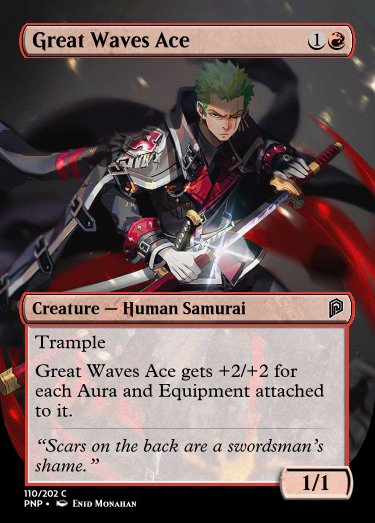 Great Waves Ace 1
Creature — Human Samurai
Trample
Great Waves Ace gets +2/+2 for
each Aura and Equipment attached
to it.
“Scars on the back are a swordsman’s
shame.”
1/1
110/202 C
PNP • Enid Monahan